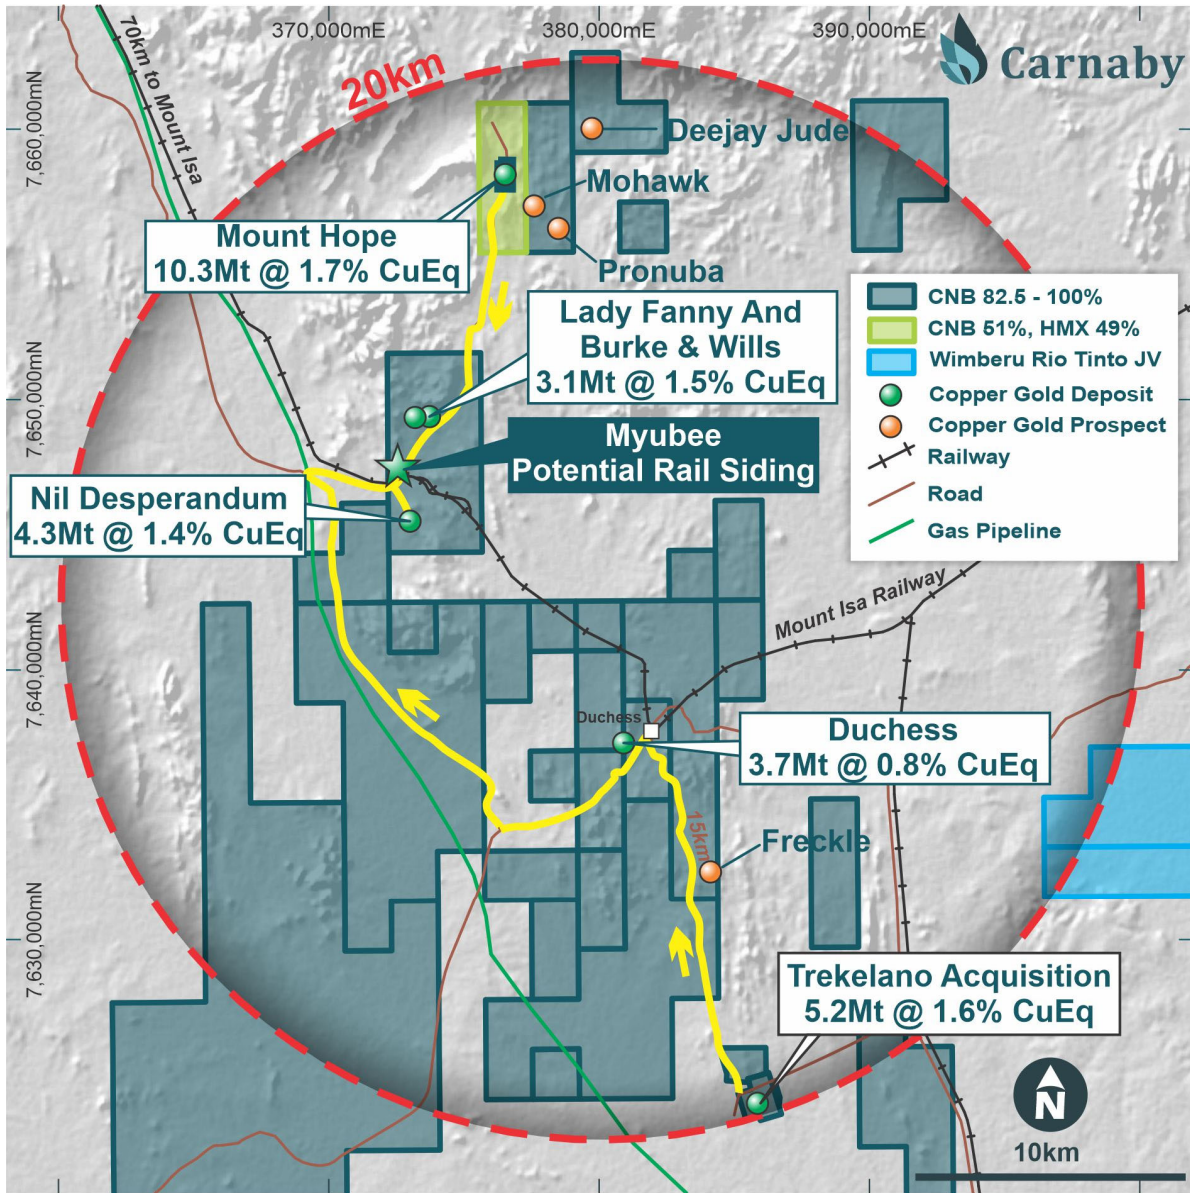 370,000mE
380,000mE
390,000mE
Carnaby
70km to Mount Isa
20km
7,660,000mN
Deejay Jude
Mohawk
Mount Hope
10.3Mt @ 1.7% CuEq
Pronuba
CNB 82.5 - 100%
CNB 51%, HMX 49%
Wimberu Rio Tinto JV
Copper Gold Deposit
Copper Gold Prospect
Railway
Road
Gas Pipeline
Lady Fanny And
Burke & Wills
3.1Mt @ 1.5% CuEq
7,650,000mN
Myubee
Potential Rail Siding
Nil Desperandum
4.3Mt @ 1.4% CuEq
Mount Isa Railway
7,640,000mN
Duchess
Duchess
3.7Mt @ 0.8% CuEq
15km
Freckle
7,630,000mN
Trekelano Acquisition
5.2Mt @ 1.6% CuEq
N
10km